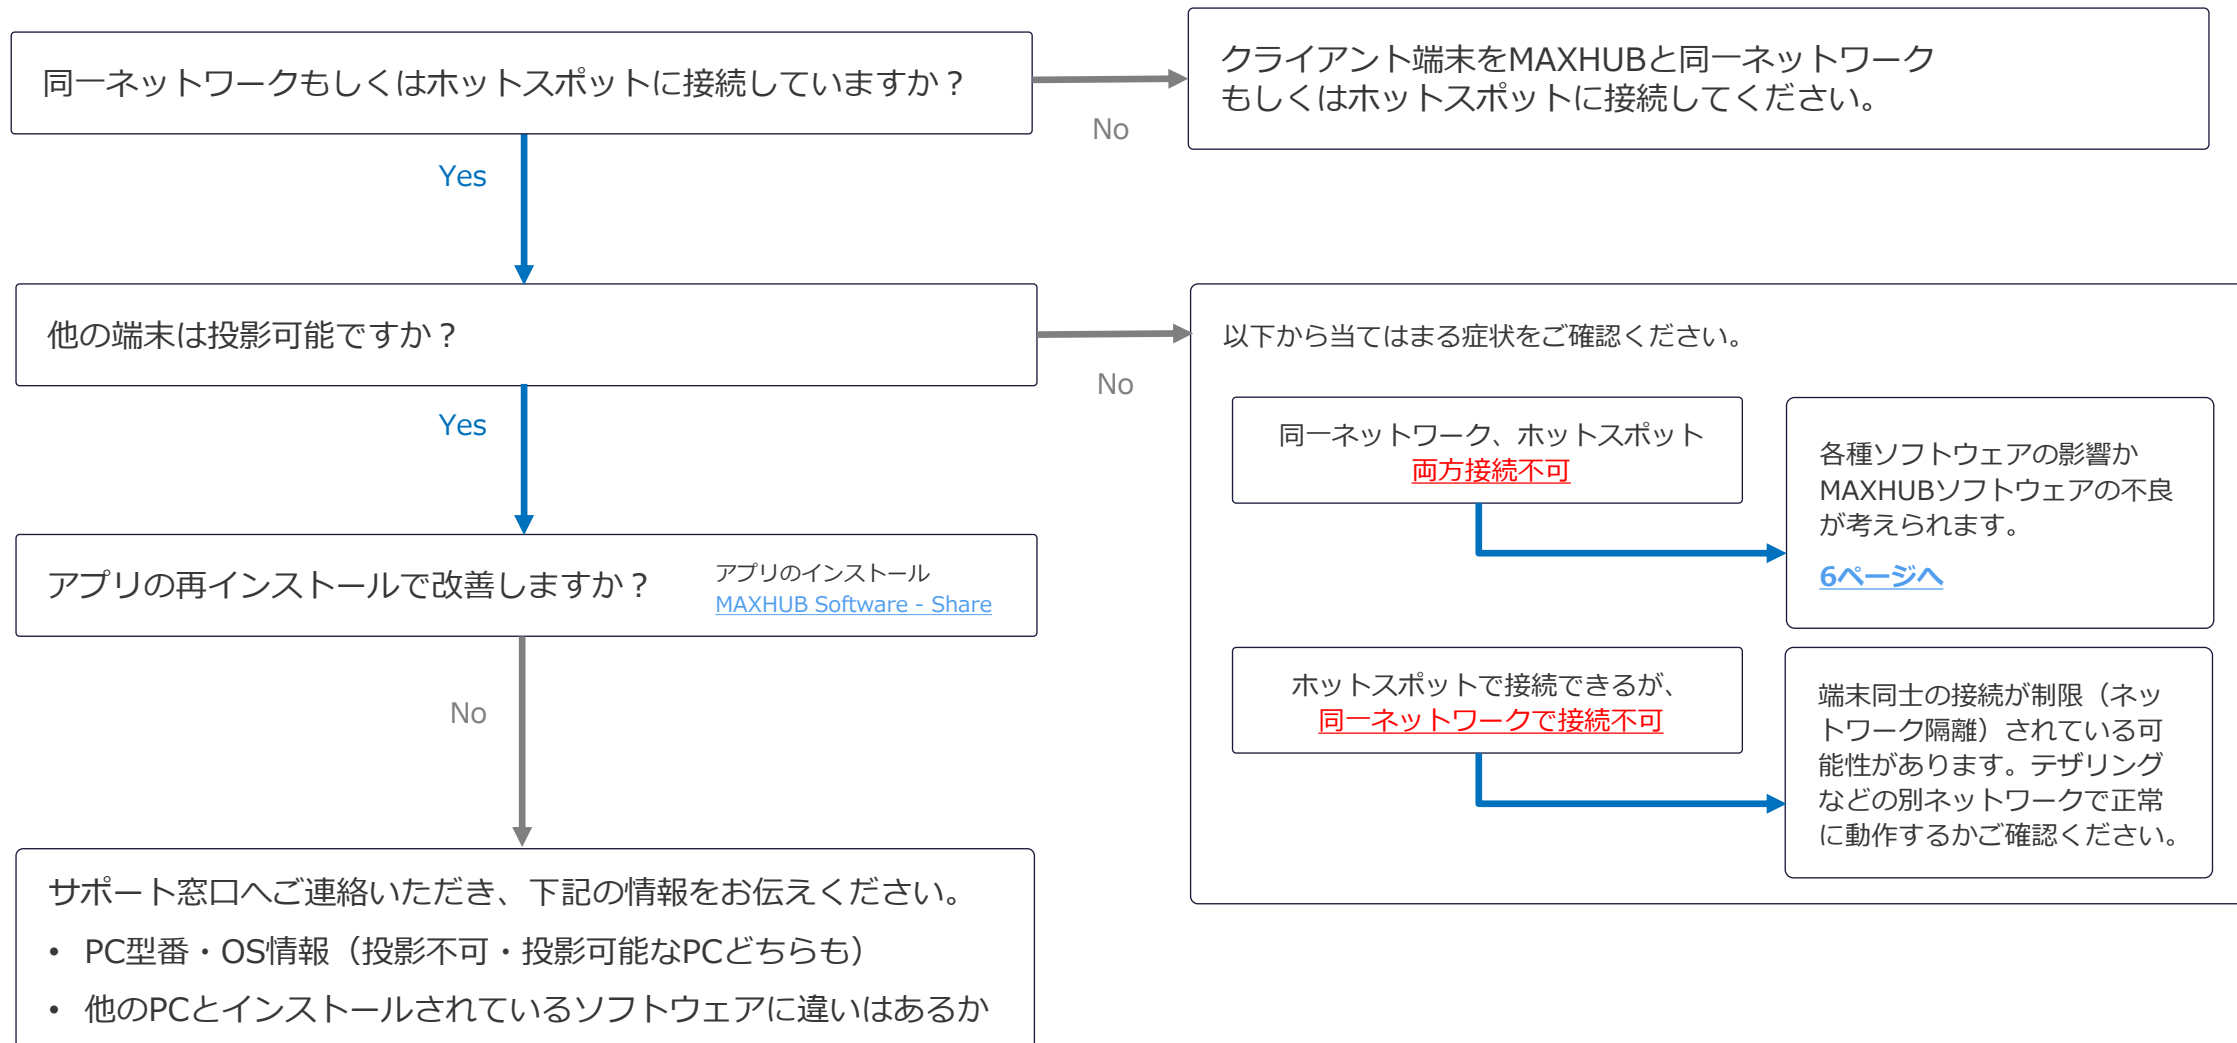 同一ネットワークもしくはホットスポットに接続していますか？
No
クライアント端末をMAXHUBと同一ネットワーク
もしくはホットスポットに接続してください。
Yes
他の端末は投影可能ですか？
No
以下から当てはまる症状をご確認ください。
同一ネットワーク、ホットスポット
両方接続不可
各種ソフトウェアの影響か
MAXHUBソフトウェアの不良
が考えられます。
6ページへ
ホットスポットで接続できるが、
同一ネットワークで接続不可
端末同士の接続が制限（ネッ
トワーク隔離）されている可
能性があります。テザリング
などの別ネットワークで正常
に動作するかご確認ください。
Yes
アプリの再インストールで改善しますか？
アプリのインストール
MAXHUB Software - Share
No
サポート窓口へご連絡いただき、下記の情報をお伝えください。
• PC型番・OS情報（投影不可・投影可能なPCどちらも）
• 他のPCとインストールされているソフトウェアに違いはあるか